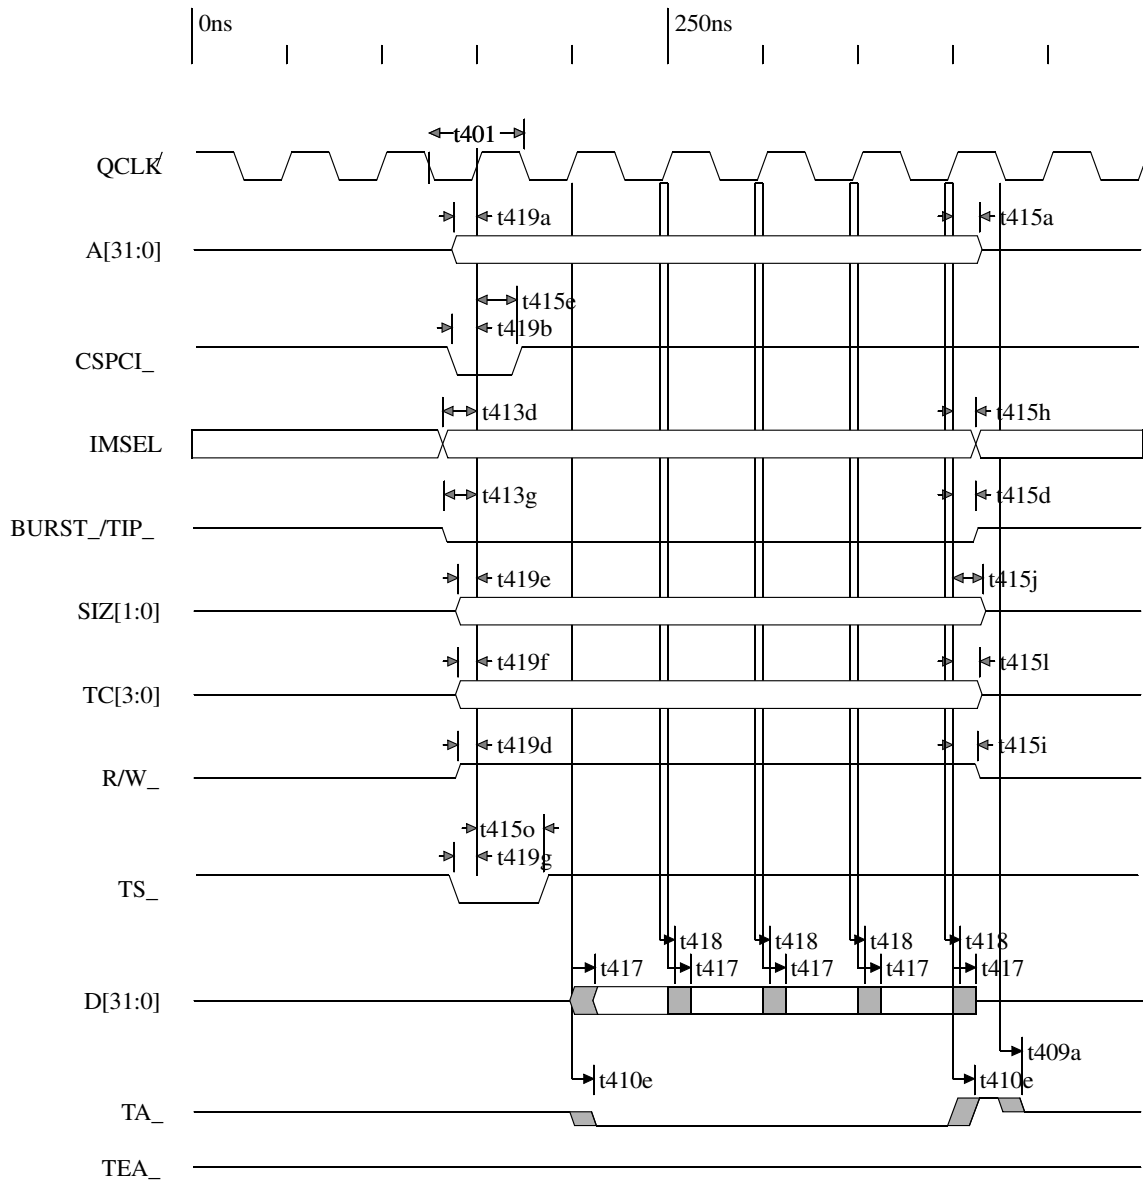 0ns 250ns
t401
QCLK
t419a t415a
A[31:0]
t415e
t419b
CSPCI_
t413d t415h
IMSEL
t413g t415d
BURST_/TIP_
t419e t415j
SIZ[1:0]
t419f t415l
TC[3:0]
t419d t415i
R/W_
t415o
t419g
TS_
t418 t418 t418 t418
t417 t417 t417 t417 t417
D[31:0]
t409a
t410e t410e
TA_
TEA_